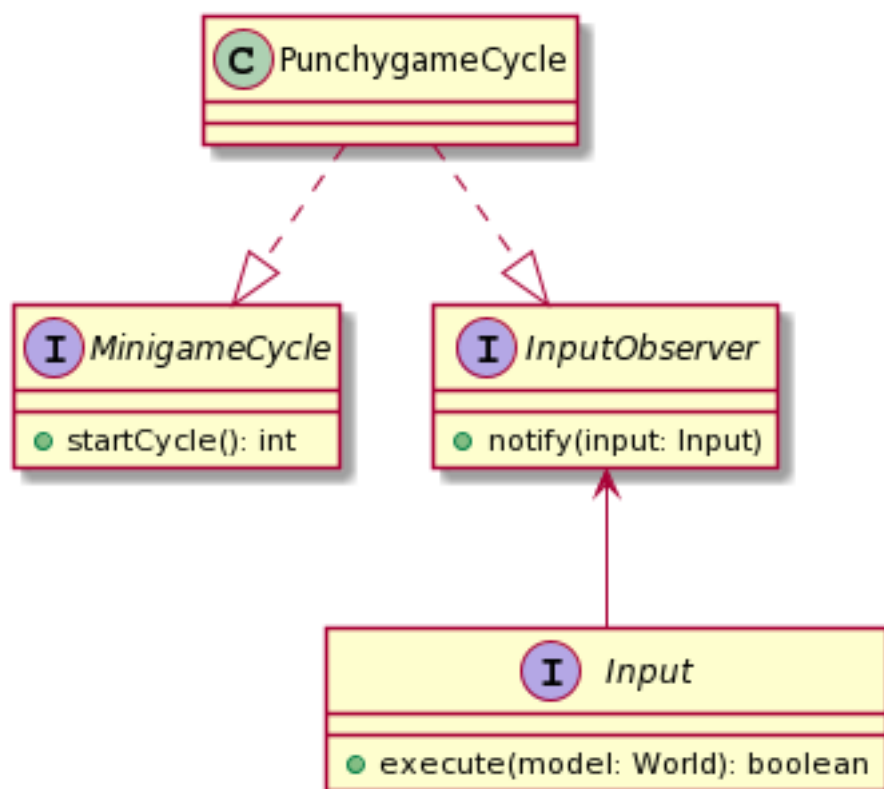 C PunchygameCycle
I MinigameCycle
startCycle(): int
I InputObserver
notify(input: Input)
I Input
execute(model: World): boolean